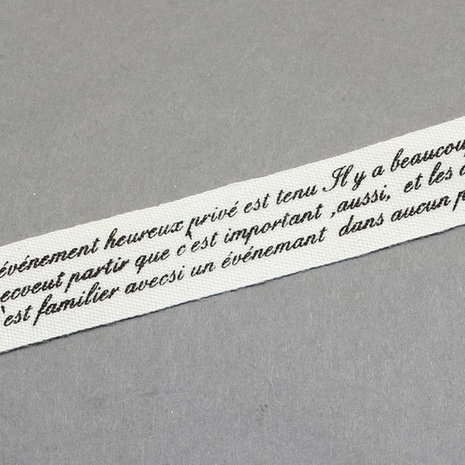 événement heureux privé est tenu Il y a beaucou
ecveut partir que c'est important ,aussi, et les
'est familier avecsi un événemant dans aucun